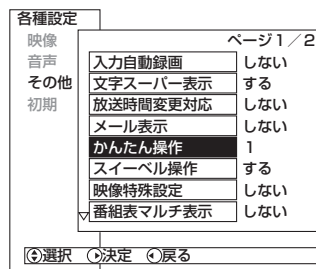 各種設定
映像
音声
その他
初期
ページ1／2
入力自動録画 しない
文字スーパー表示 する
放送時間変更対応 しない
メール表示 しない
かんたん操作 1
スイーベル操作 する
映像特殊設定 しない
番組表マルチ表示 しない
選択 決定 戻る